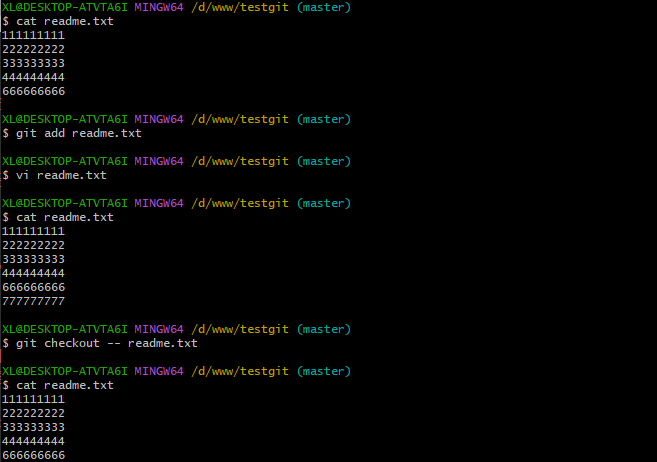 XL@DESKTOP-ATVTA6I MINGW64 /d/www/testgit (master)
$ cat readme.txt
111111111
222222222
333333333
444444444
666666666
XL@DESKTOP-ATVTA6I MINGW64 /d/www/testgit (master)
$ git add readme.txt
XL@DESKTOP-ATVTA6I MINGW64 /d/www/testgit (master)
$ vi readme.txt
XL@DESKTOP-ATVTA6I MINGW64 /d/www/testgit (master)
$ cat readme.txt
111111111
222222222
333333333
444444444
666666666
777777777
XL@DESKTOP-ATVTA6I MINGW64 /d/www/testgit (master)
$ git checkout -- readme.txt
XL@DESKTOP-ATVTA6I MINGW64 /d/www/testgit (master)
$ cat readme.txt
111111111
222222222
333333333
444444444
666666666